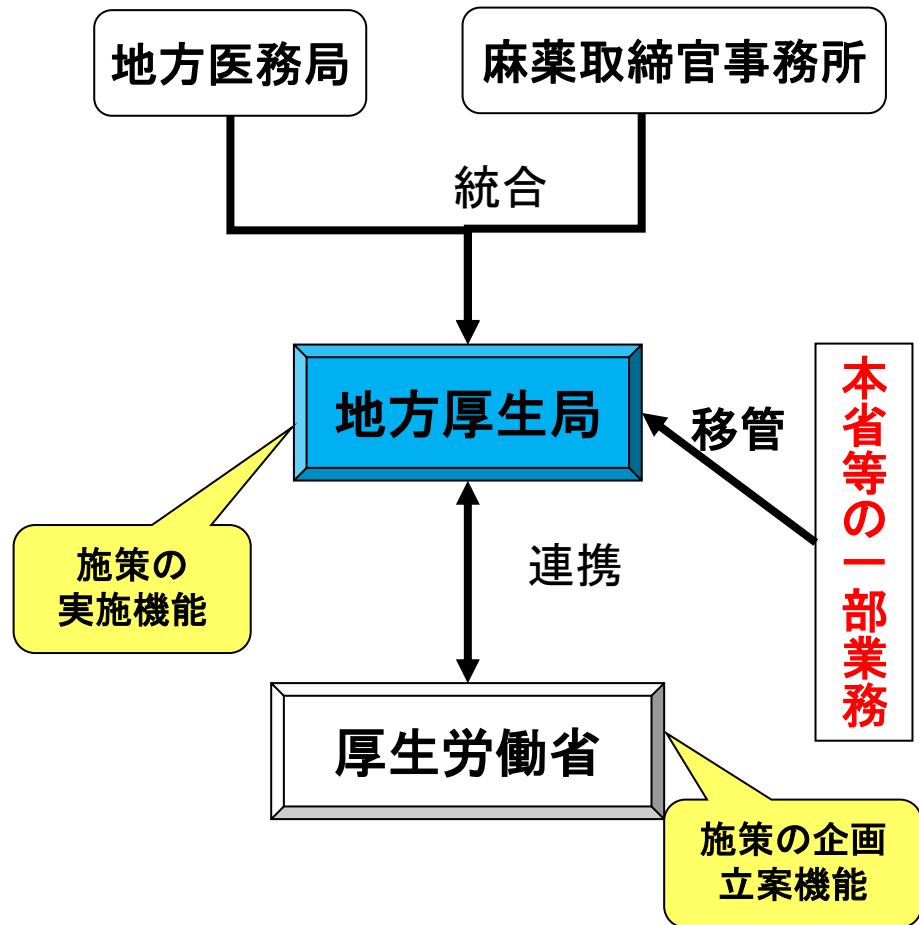 地方医務局
麻薬取締官事務所
統合
地方厚生局
移管
本省等の一部業務
施策の
実施機能
連携
厚生労働省
施策の企画
立案機能